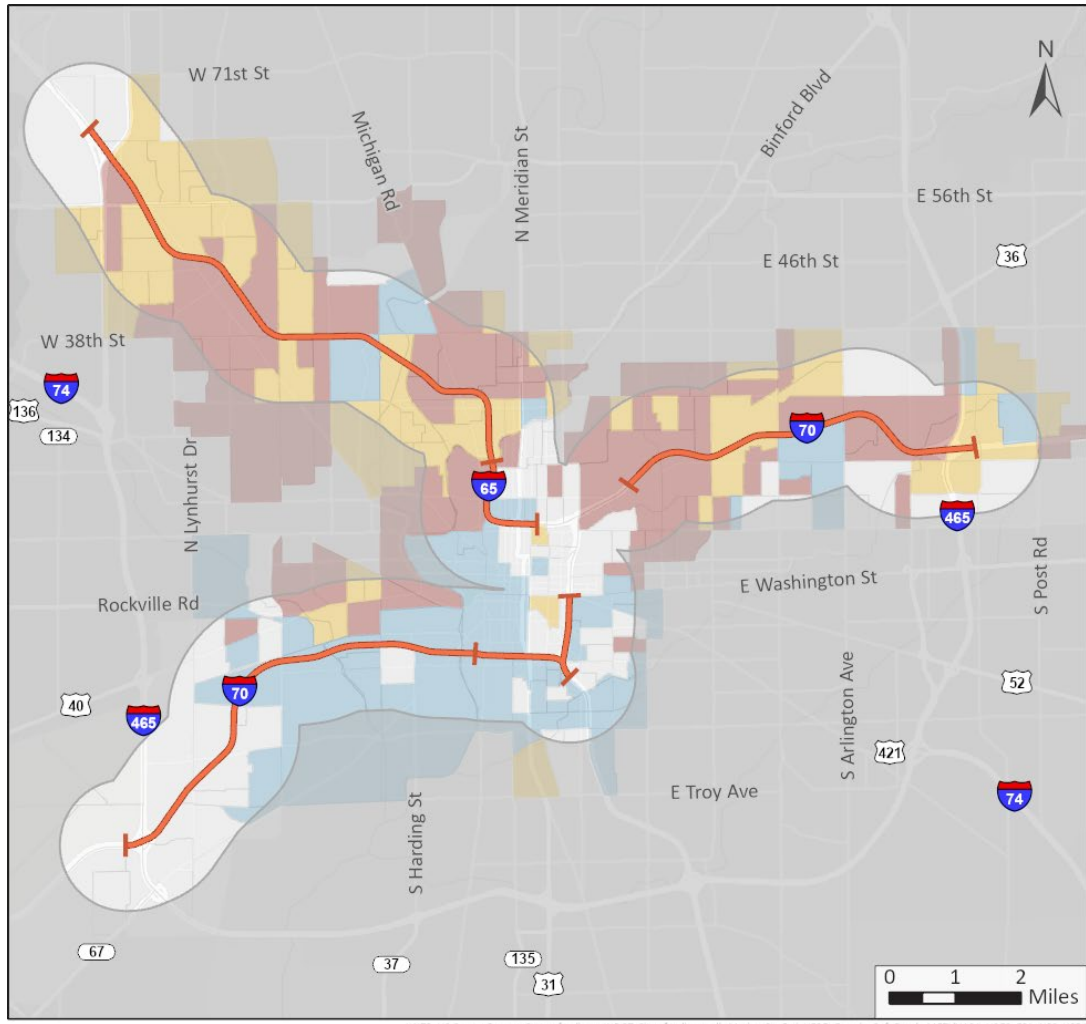 N
W 71st St
Michigan Rd
N Meridian St
Binford Blvd
E 56th St
36
E 46th St
W 38th St
74
136
134
70
N Lynhurst Dr
65
465
E Washington St
S Post Rd
Rockville Rd
70
40
465
52
S Arlington Ave
421
E Troy Ave
74
S Harding St
67
37
135
31
0 1 2
Miles